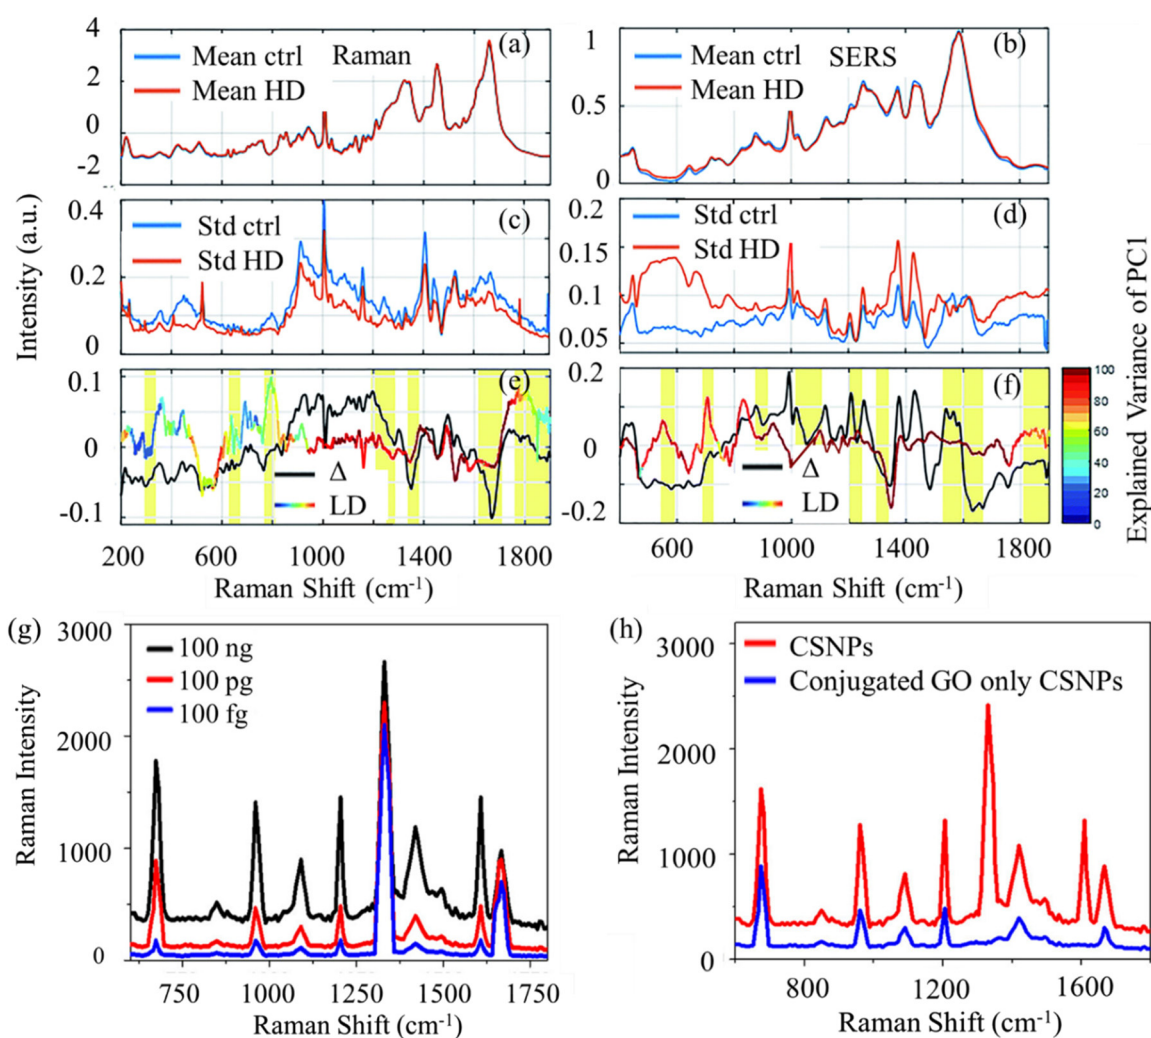 (a)
Mean ctrl
Raman
Mean HD
4
2
0
-2
(b)
Mean ctrl
SERS
Mean HD
1
0.5
0
(c)
Std ctrl
Std HD
0.4
0.2
0
(d)
Std ctrl
Std HD
0.2
0.15
0.1
0.05
Intensity (a.u.)
(e)
0.1
0
-0.1
Δ
LD
200 600 1000 1400 1800
Raman Shift (cm⁻¹)
(f)
0.2
0
-0.2
Δ
LD
600 1000 1400 1800
Raman Shift (cm⁻¹)
100
80
60
40
20
0
Explained Variance of PC1
(g)
3000
2000
1000
0
100 ng
100 pg
100 fg
Raman Intensity
750 1000 1250 1500 1750
Raman Shift (cm⁻¹)
(h)
3000
2000
1000
0
CSNPs
Conjugated GO only CSNPs
Raman Intensity
800 1200 1600
Raman Shift (cm⁻¹)